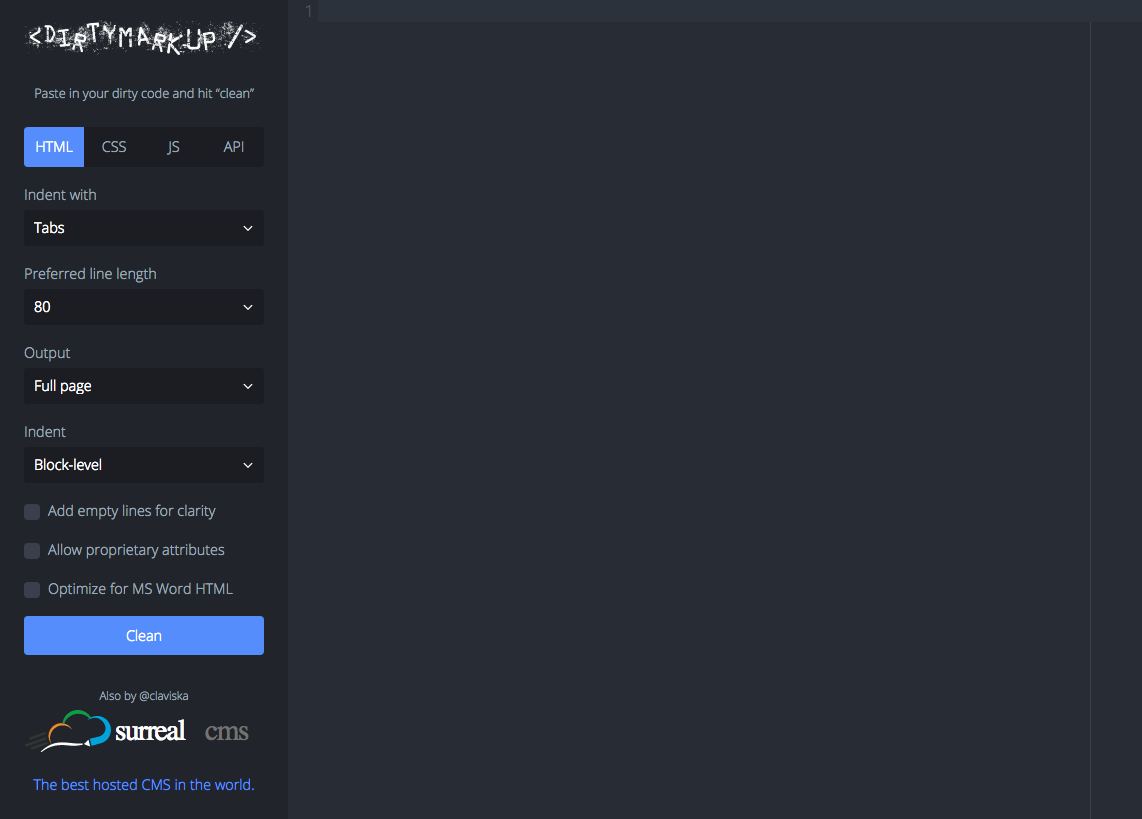 <DIRTYMARKUP/>
Paste in your dirty code and hit “clean”
HTML CSS JS API
Indent with
Tabs
Preferred line length
80
Output
Full page
Indent
Block-level
Add empty lines for clarity
Allow proprietary attributes
Optimize for MS Word HTML
Clean
Also by @claviska
surreal cms
The best hosted CMS in the world.
1